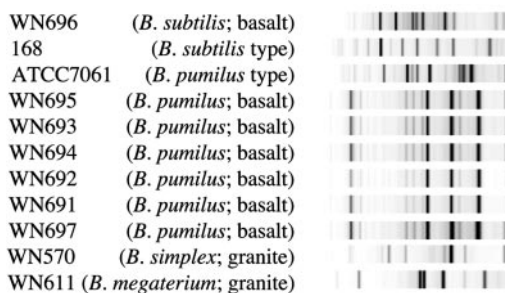 WN696 (B. subtilis; basalt)
168 (B. subtilis type)
ATCC7061 (B. pumilus type)
WN695 (B. pumilus; basalt)
WN693 (B. pumilus; basalt)
WN694 (B. pumilus; basalt)
WN692 (B. pumilus; basalt)
WN691 (B. pumilus; basalt)
WN697 (B. pumilus; basalt)
WN570 (B. simplex; granite)
WN611 (B. megaterium; granite)